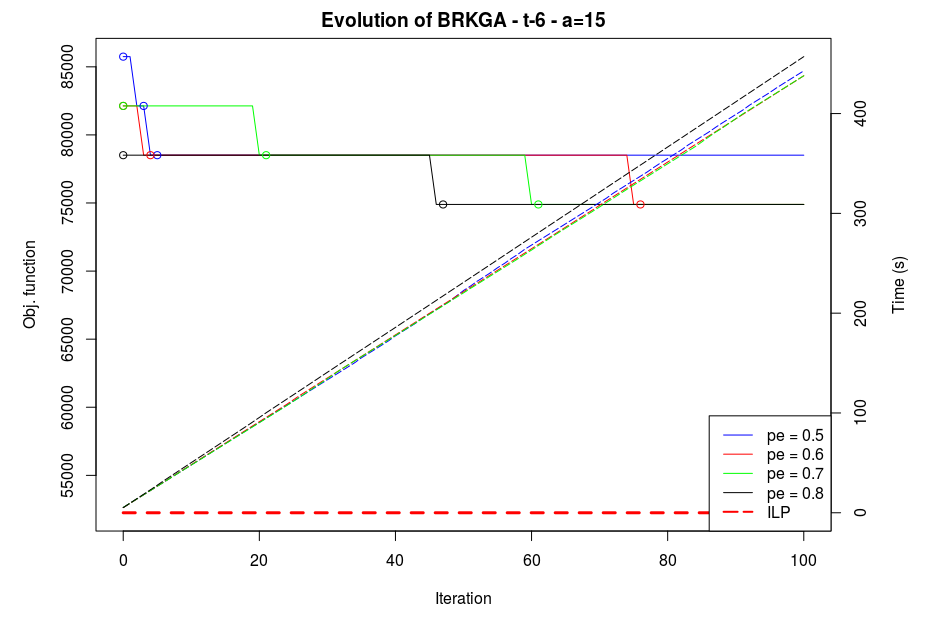 Evolution of BRKGA - t-6 - a=15
Obj. function
85000
80000
75000
70000
65000
60000
55000
400
300
200
100
0
Time (s)
pe = 0.5
pe = 0.6
pe = 0.7
pe = 0.8
ILP
0
20
40
60
80
100
Iteration